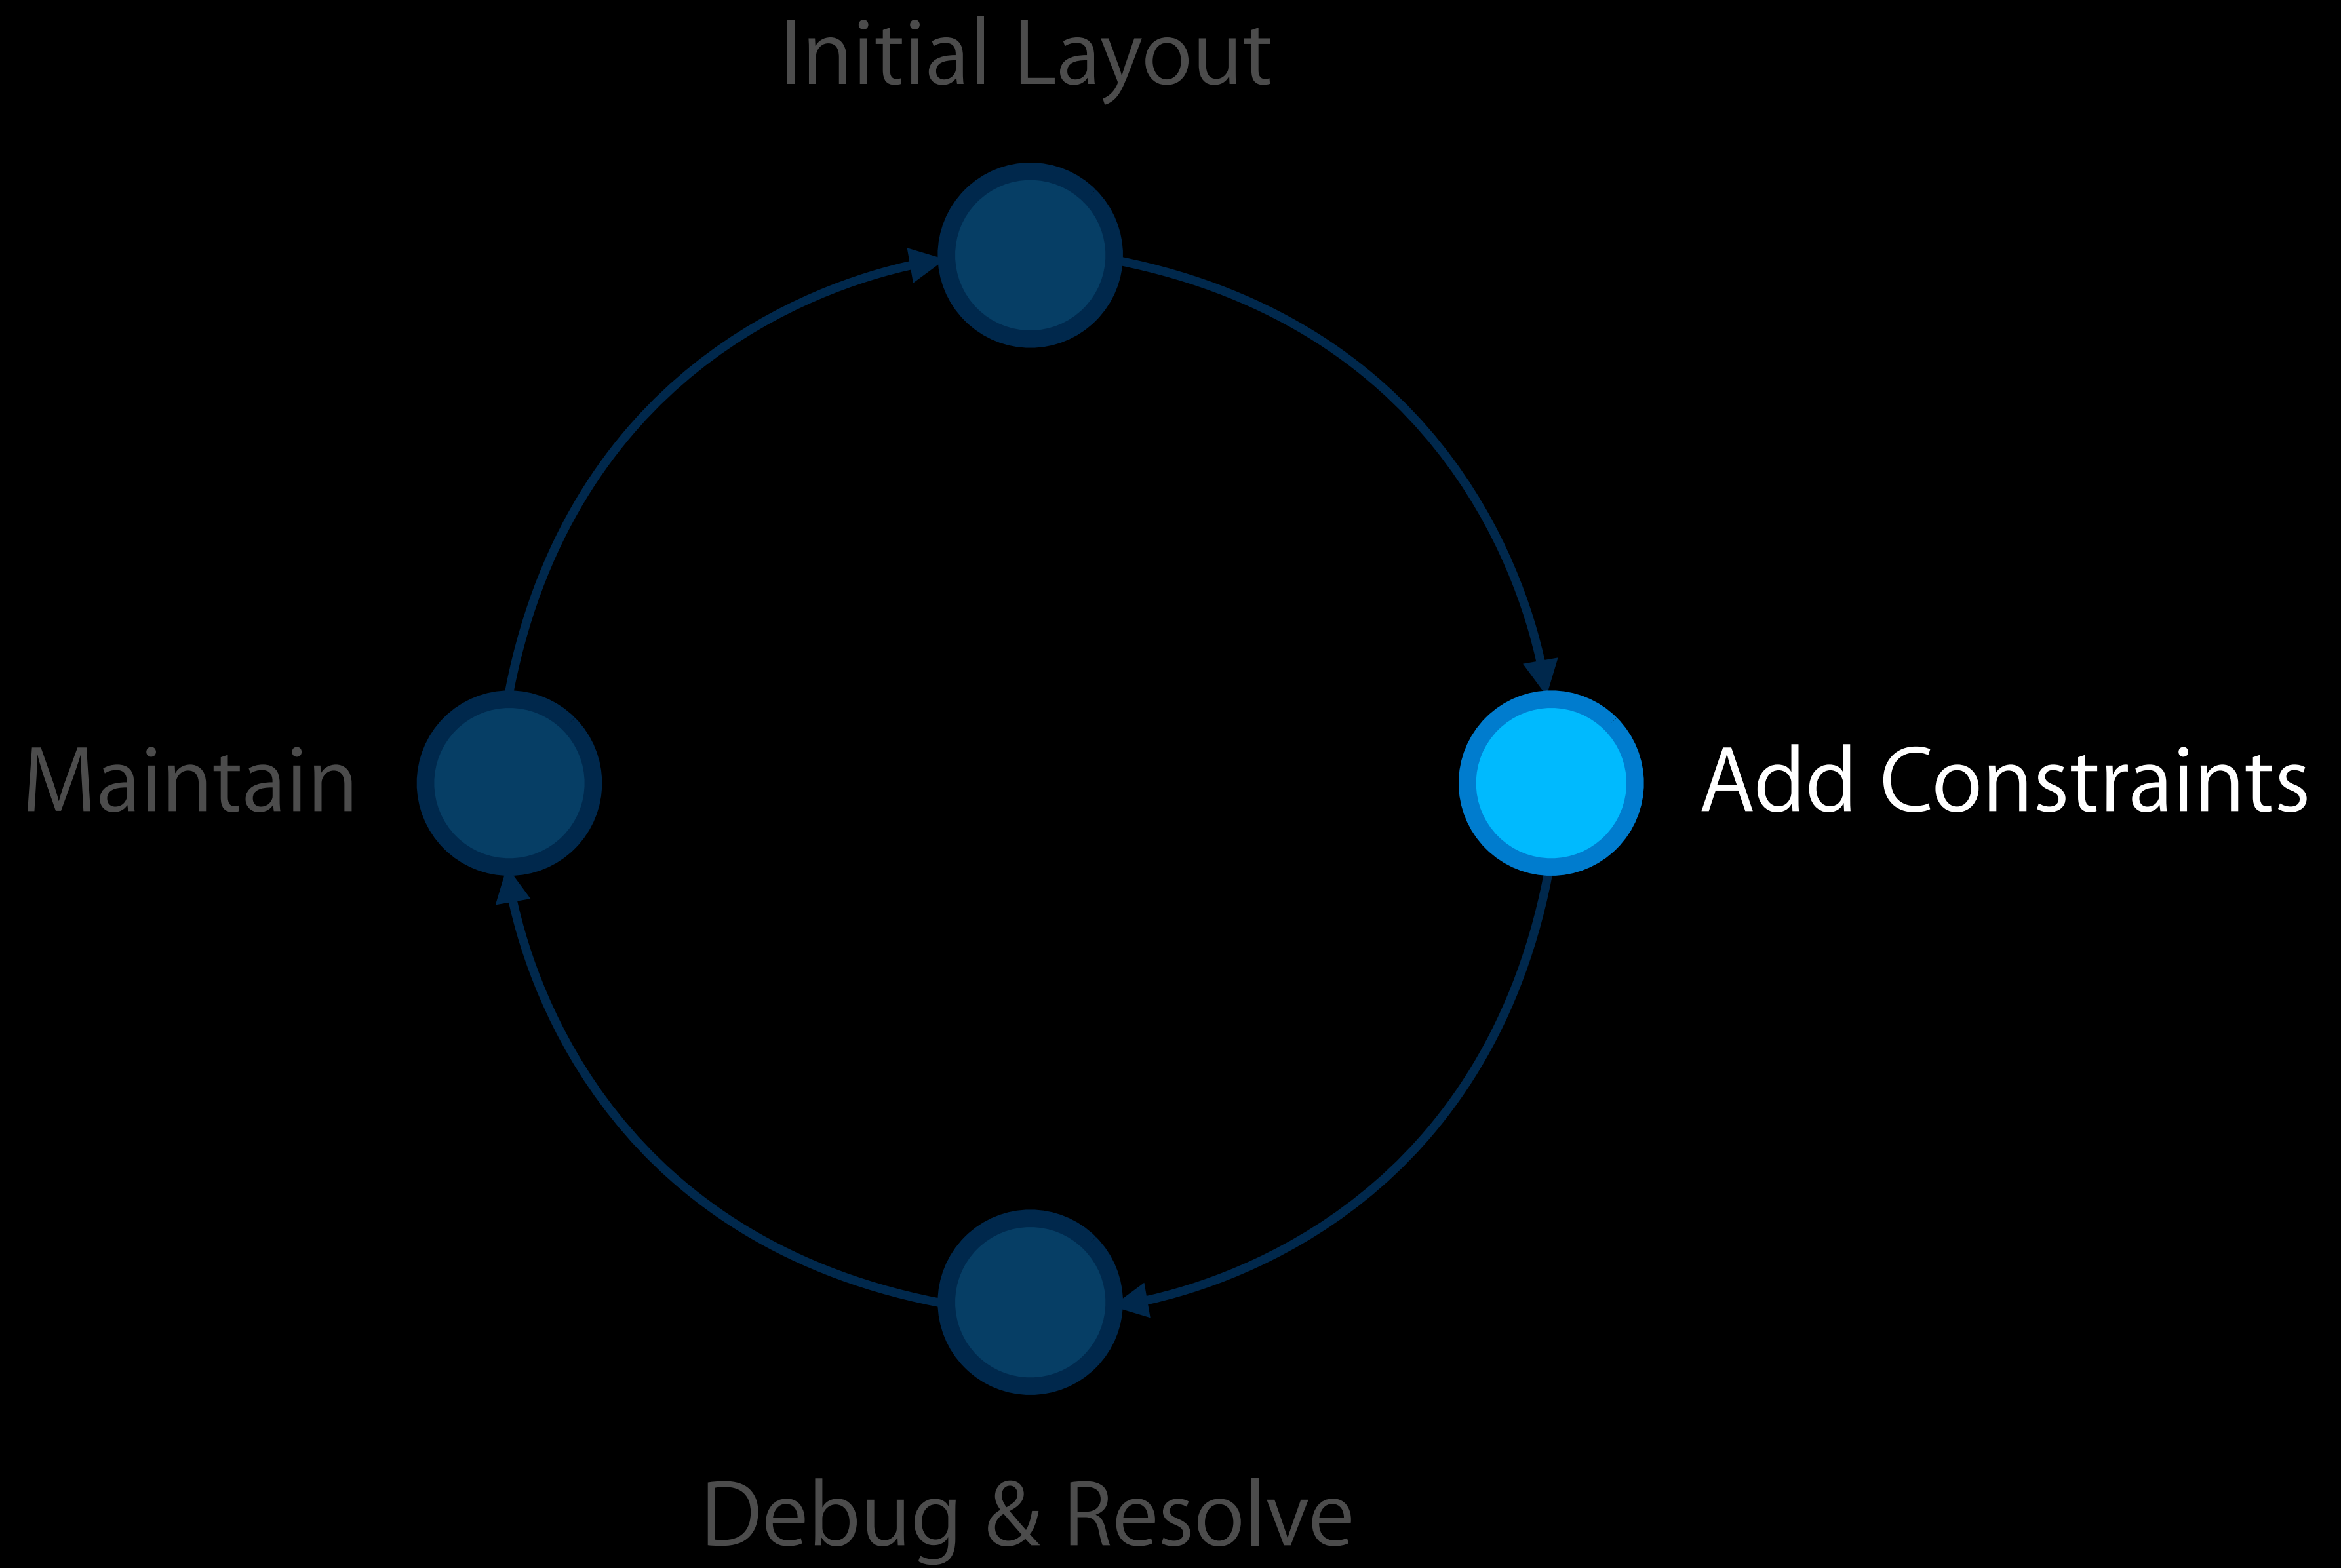 Initial Layout
Maintain
Add Constraints
Debug & Resolve